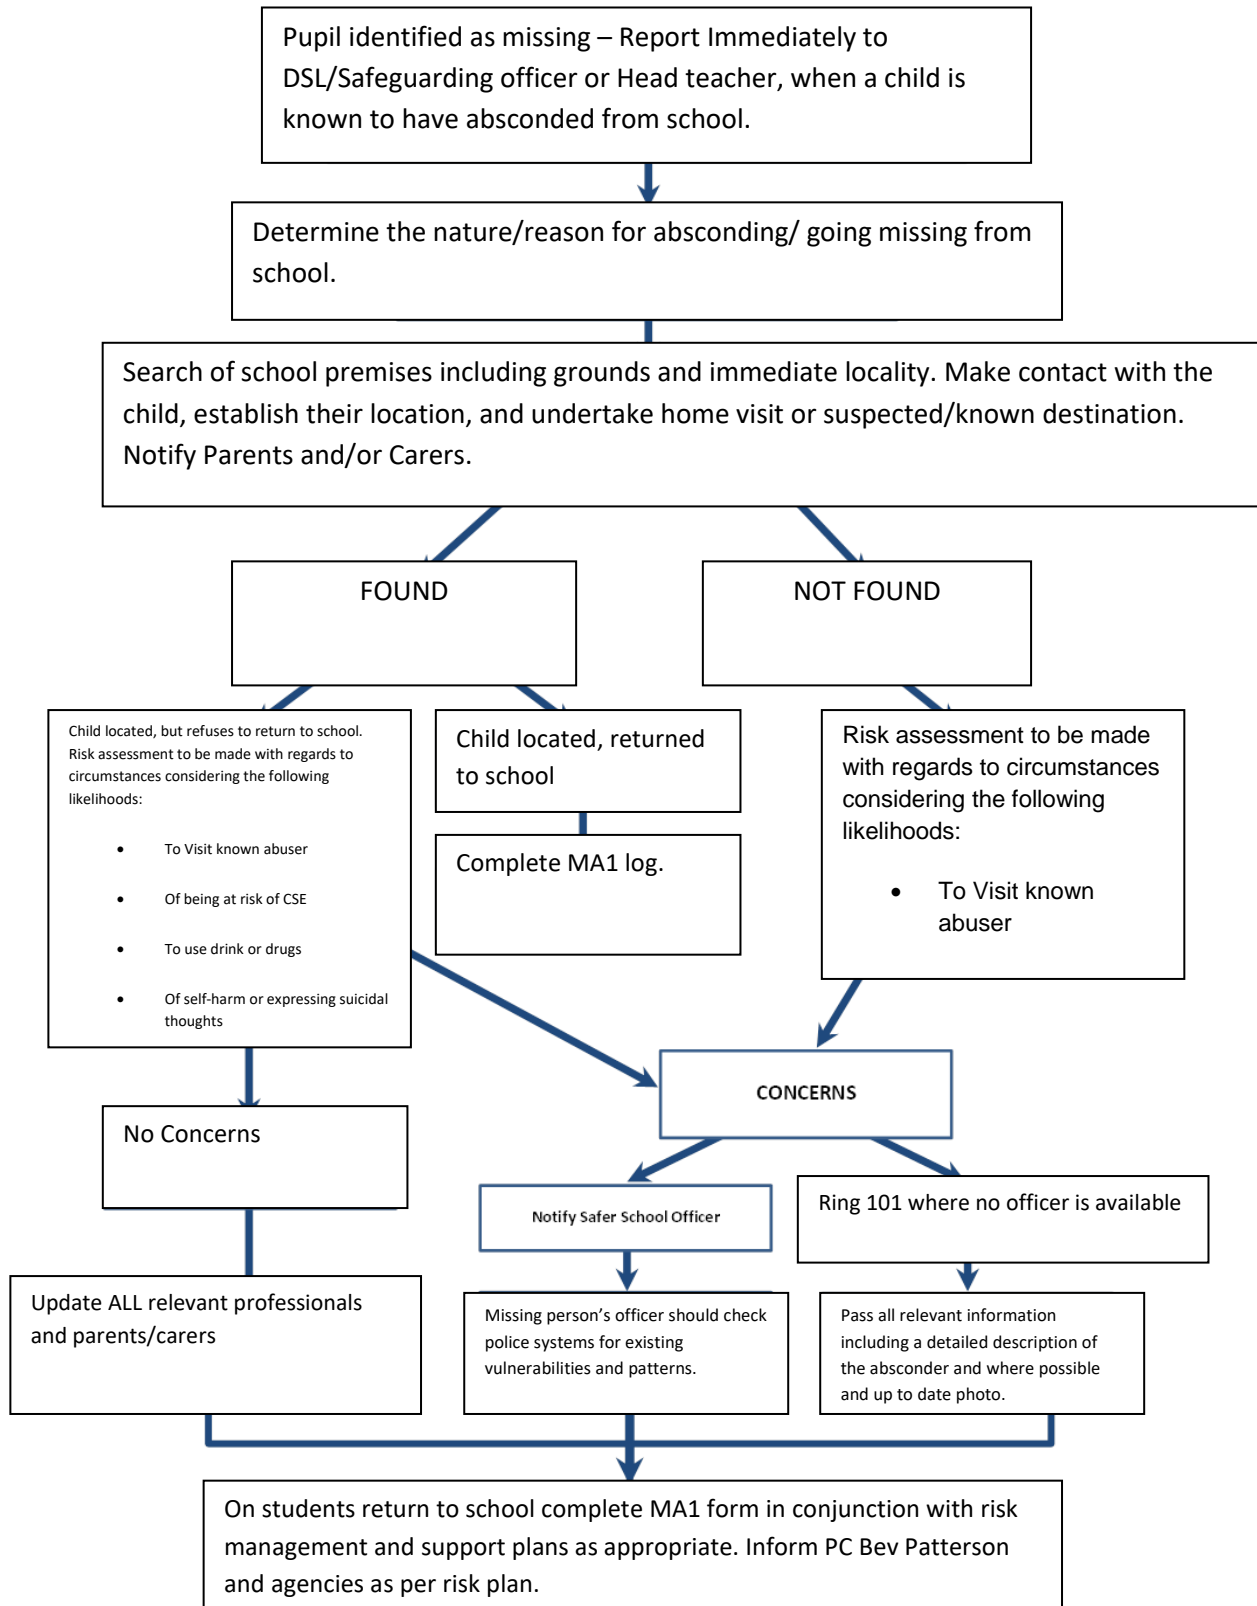 Pupil identified as missing – Report Immediately to
DSL/Safeguarding officer or Head teacher, when a child is
known to have absconded from school.
Determine the nature/reason for absconding/ going missing from
school.
Search of school premises including grounds and immediate locality. Make contact with the
child, establish their location, and undertake home visit or suspected/known destination.
Notify Parents and/or Carers.
FOUND
NOT FOUND
Child located, but refuses to return to school.
Risk assessment to be made with regards to
circumstances considering the following
likelihoods:
• To Visit known abuser
• Of being at risk of CSE
• To use drink or drugs
• Of self-harm or expressing suicidal
thoughts
Child located, returned
to school
Complete MA1 log.
Risk assessment to be made
with regards to circumstances
considering the following
likelihoods:
• To Visit known
abuser
CONCERNS
No Concerns
Notify Safer School Officer
Ring 101 where no officer is available
Update ALL relevant professionals
and parents/carers
Missing person’s officer should check
police systems for existing
vulnerabilities and patterns.
Pass all relevant information
including a detailed description of
the absconder and where possible
and up to date photo.
On students return to school complete MA1 form in conjunction with risk
management and support plans as appropriate. Inform PC Bev Patterson
and agencies as per risk plan.